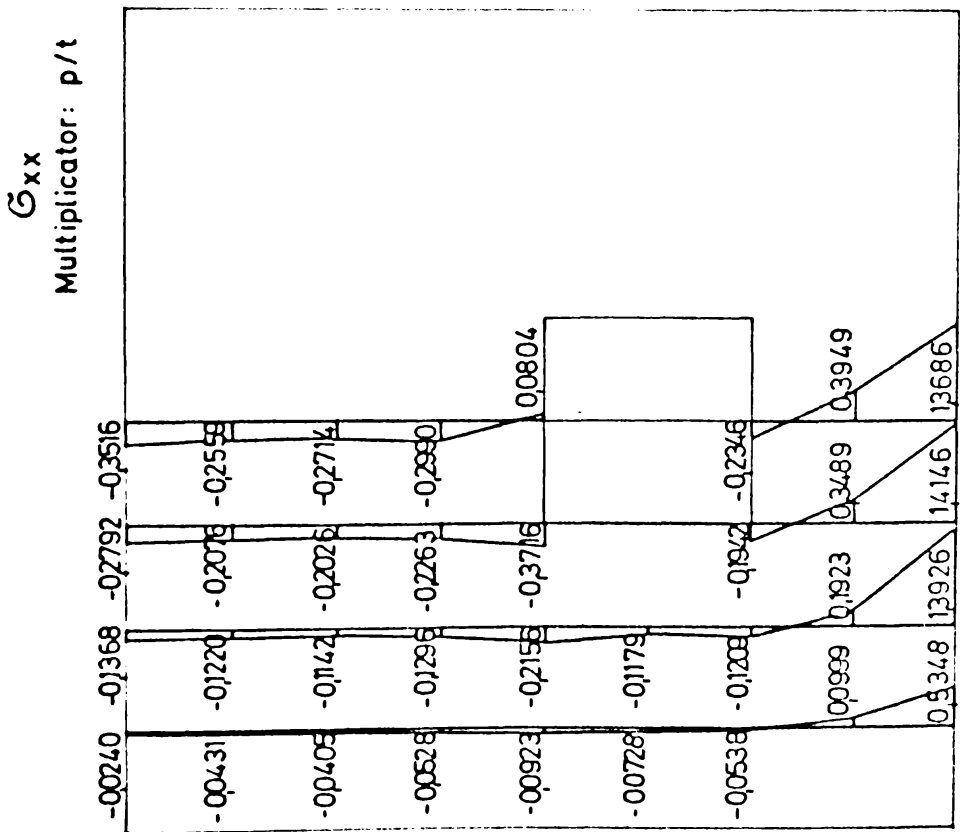 σxx
Multiplicator: p/t
-0,0240 -0,1368 -0,2792 -0,3516
-0,0431 -0,1220 -0,2076 -0,2559
-0,0405 -0,1142 -0,2026 -0,2714
-0,0528 -0,1296 -0,2263 -0,2990
-0,0923 -0,2156 -0,3716 0,0804
-0,0728 -0,1179
-0,0538 -0,1209 -0,1942 -0,2346
0,0999 0,1923 0,3489 0,3949
0,5348 1,3926 1,4146 1,3686